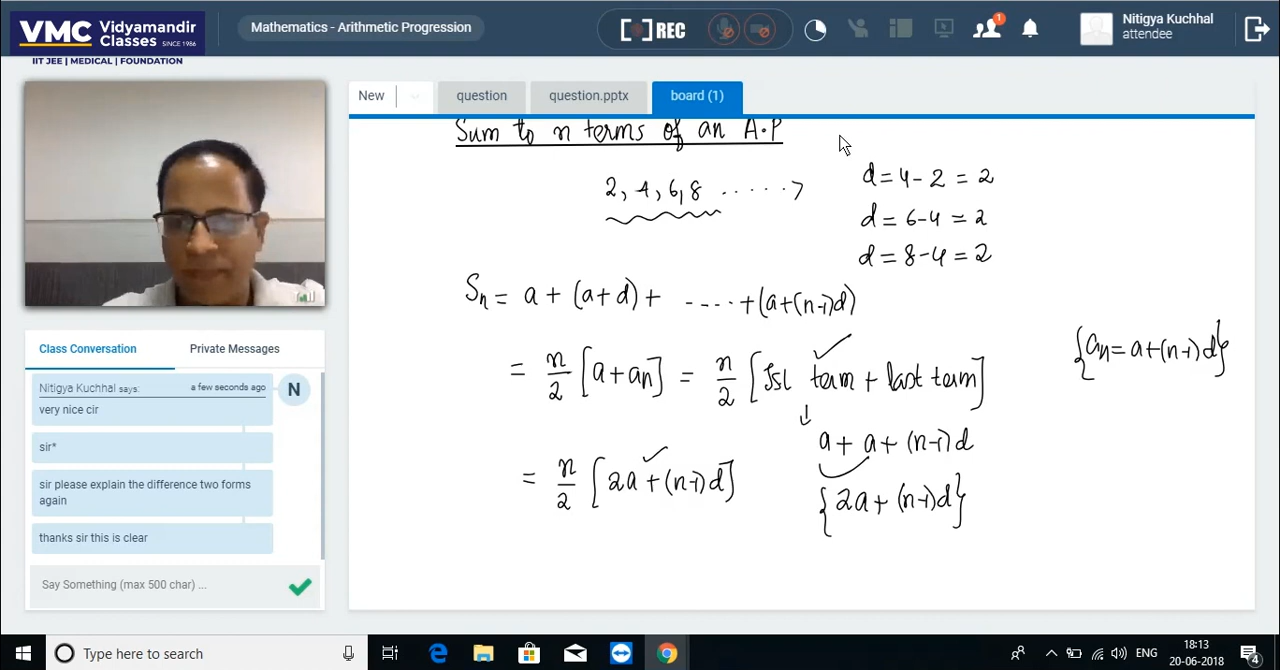 VMC Vidyamandir Classes SINCE 1986
IIT JEE | MEDICAL | FOUNDATION
Mathematics - Arithmetic Progression
[ ] REC
1
Nitigya Kuchhal
attendee
New
question
question.pptx
board (1)
Sum to n terms of an A.P
2, 4, 6, 8 ......
d = 4 - 2 = 2
d = 6-4 = 2
d = 8-4 = 2
Sn = a + (a+d) + ---- + (a+(n-1)d)
= n/2 [a+an] = n/2 [Ist term + last term]
{an = a+(n-1)d}
a + a + (n-1)d
= n/2 [2a + (n-1)d]
{2a + (n-1)d}
Class Conversation
Private Messages
Nitigya Kuchhal says:
a few seconds ago
N
very nice cir
sir*
sir please explain the difference two forms
again
thanks sir this is clear
Say Something (max 500 char) ...
Type here to search
ENG
18:13
20-06-2018
4